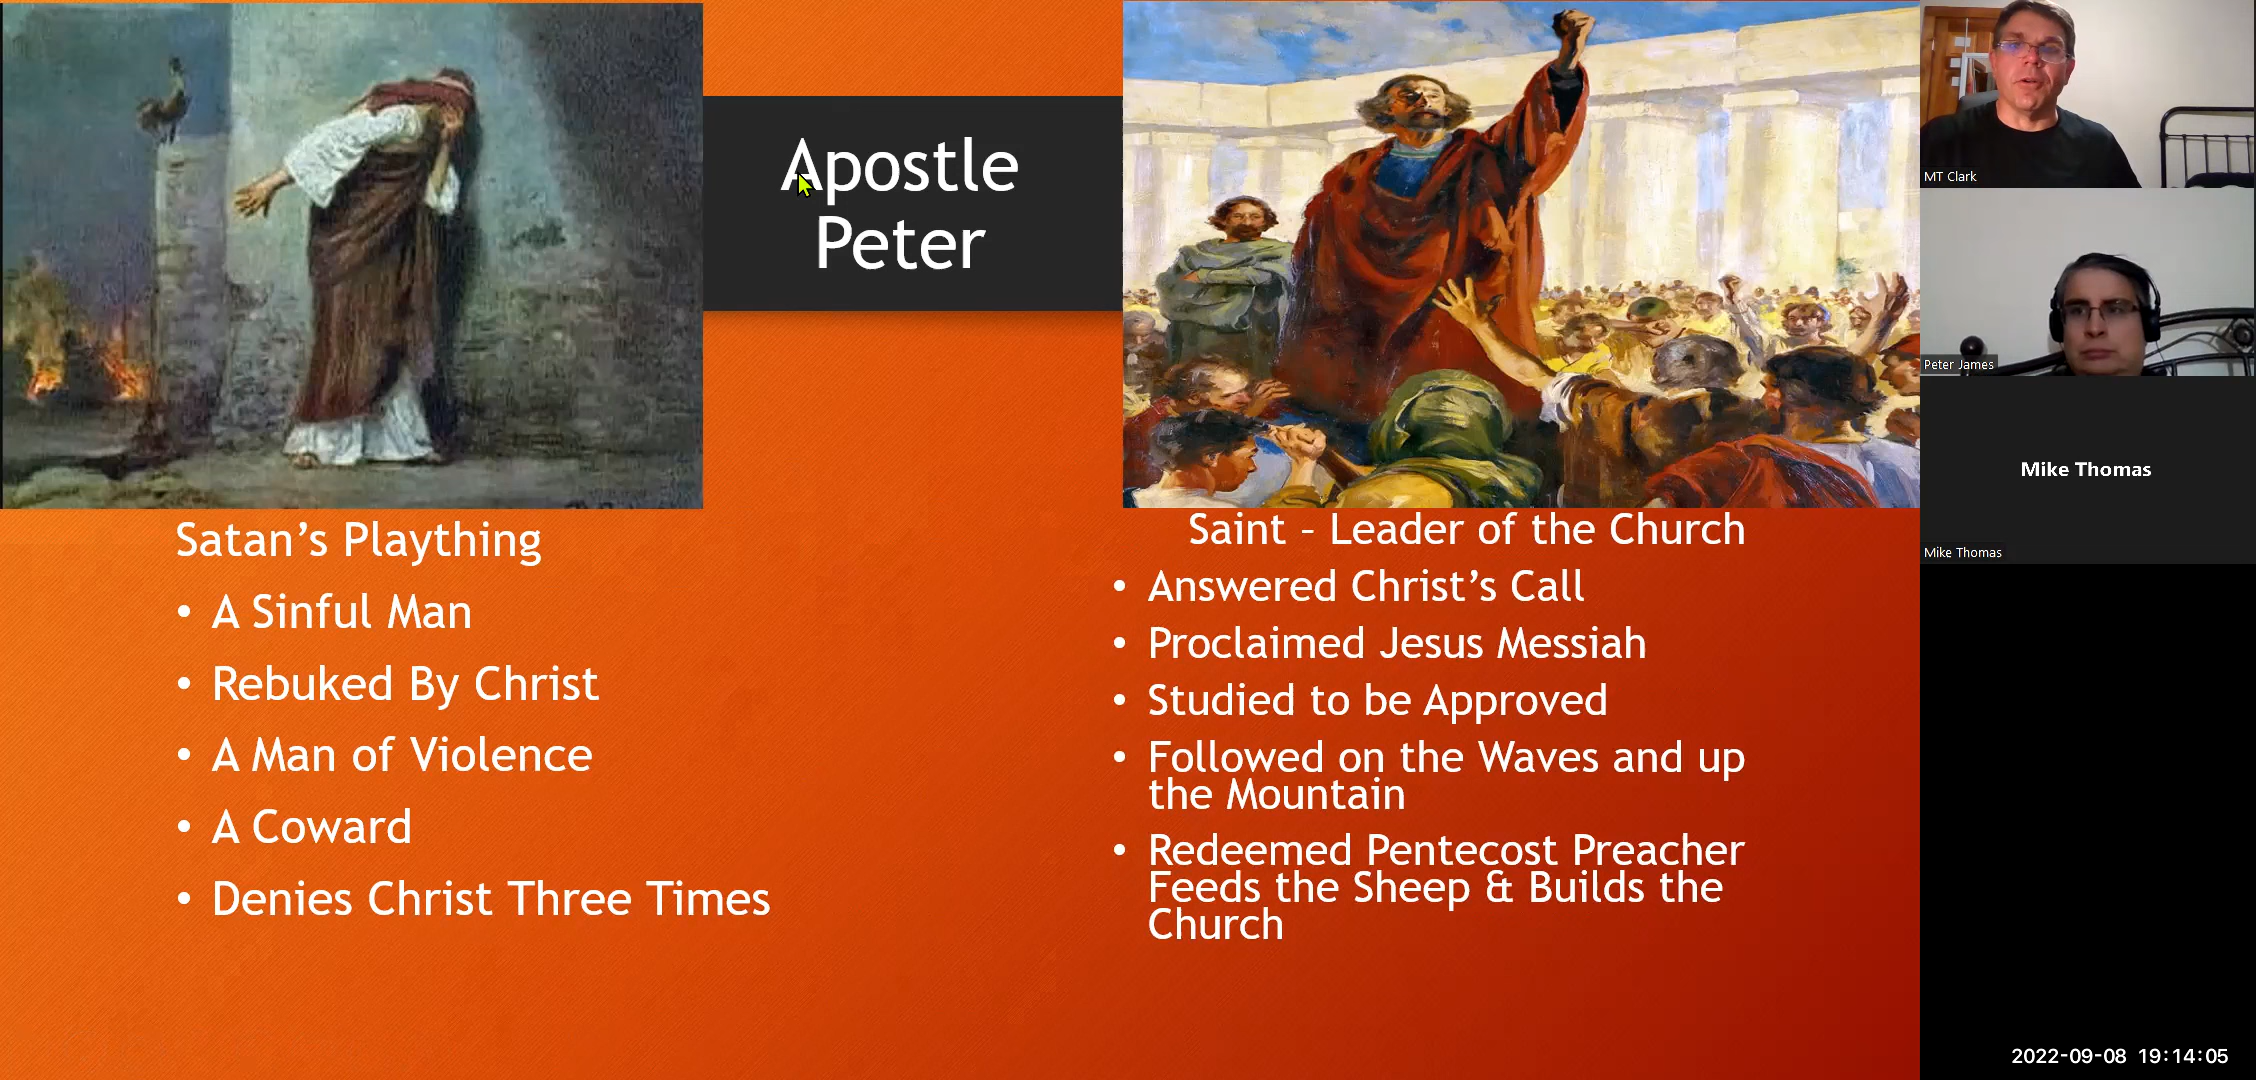 Apostle
Peter
Satan’s Plaything
• A Sinful Man
• Rebuked By Christ
• A Man of Violence
• A Coward
• Denies Christ Three Times
Saint – Leader of the Church
• Answered Christ’s Call
• Proclaimed Jesus Messiah
• Studied to be Approved
• Followed on the Waves and up
the Mountain
• Redeemed Pentecost Preacher
Feeds the Sheep & Builds the
Church
MT Clark
Peter James
Mike Thomas
Mike Thomas
2022-09-08 19:14:05